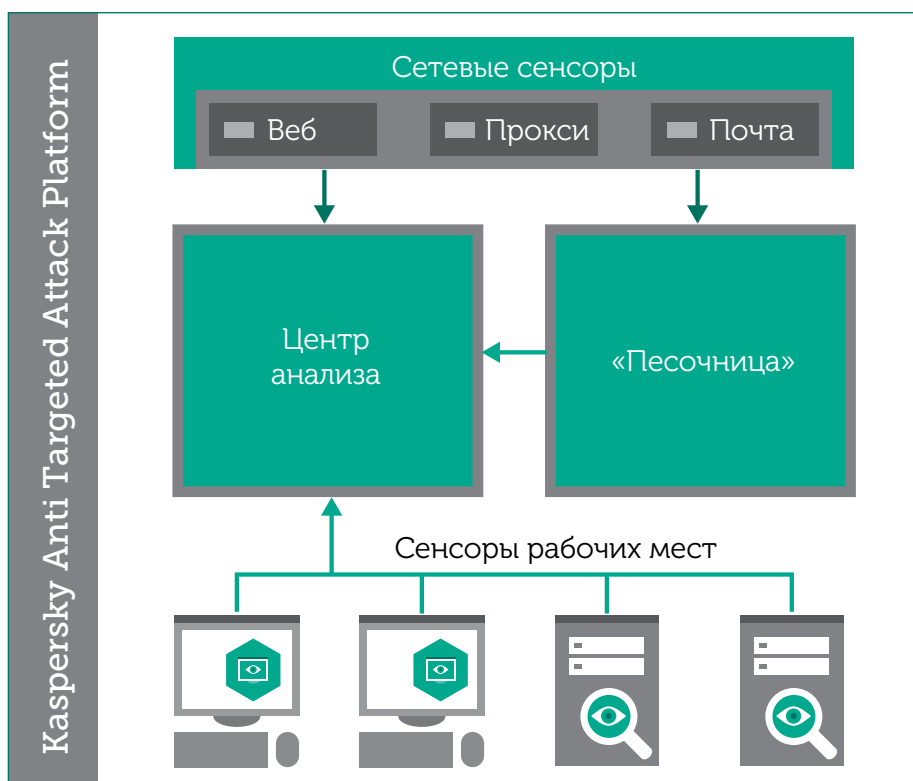 Kaspersky Anti Targeted Attack Platform
Сетевые сенсоры
Веб
Прокси
Почта
Центр
анализа
«Песочница»
Сенсоры рабочих мест